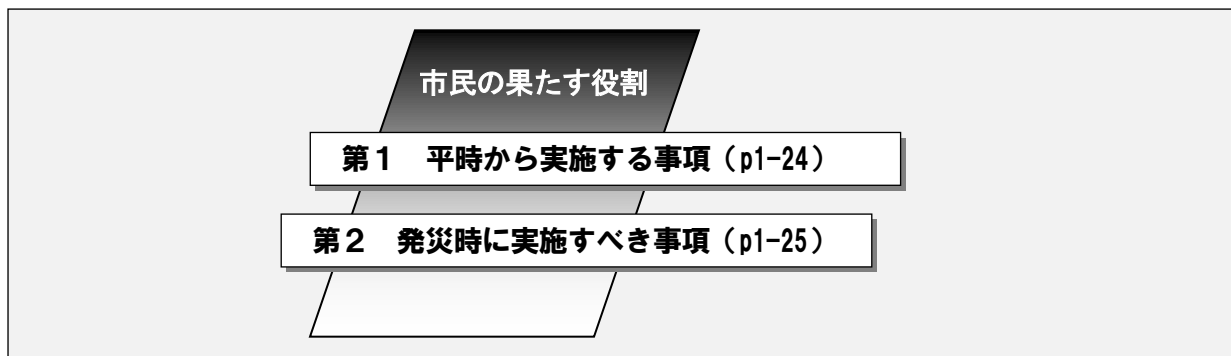 市民の果たす役割
第１　平時から実施する事項（p1-24）
第２　発災時に実施すべき事項（p1-25）